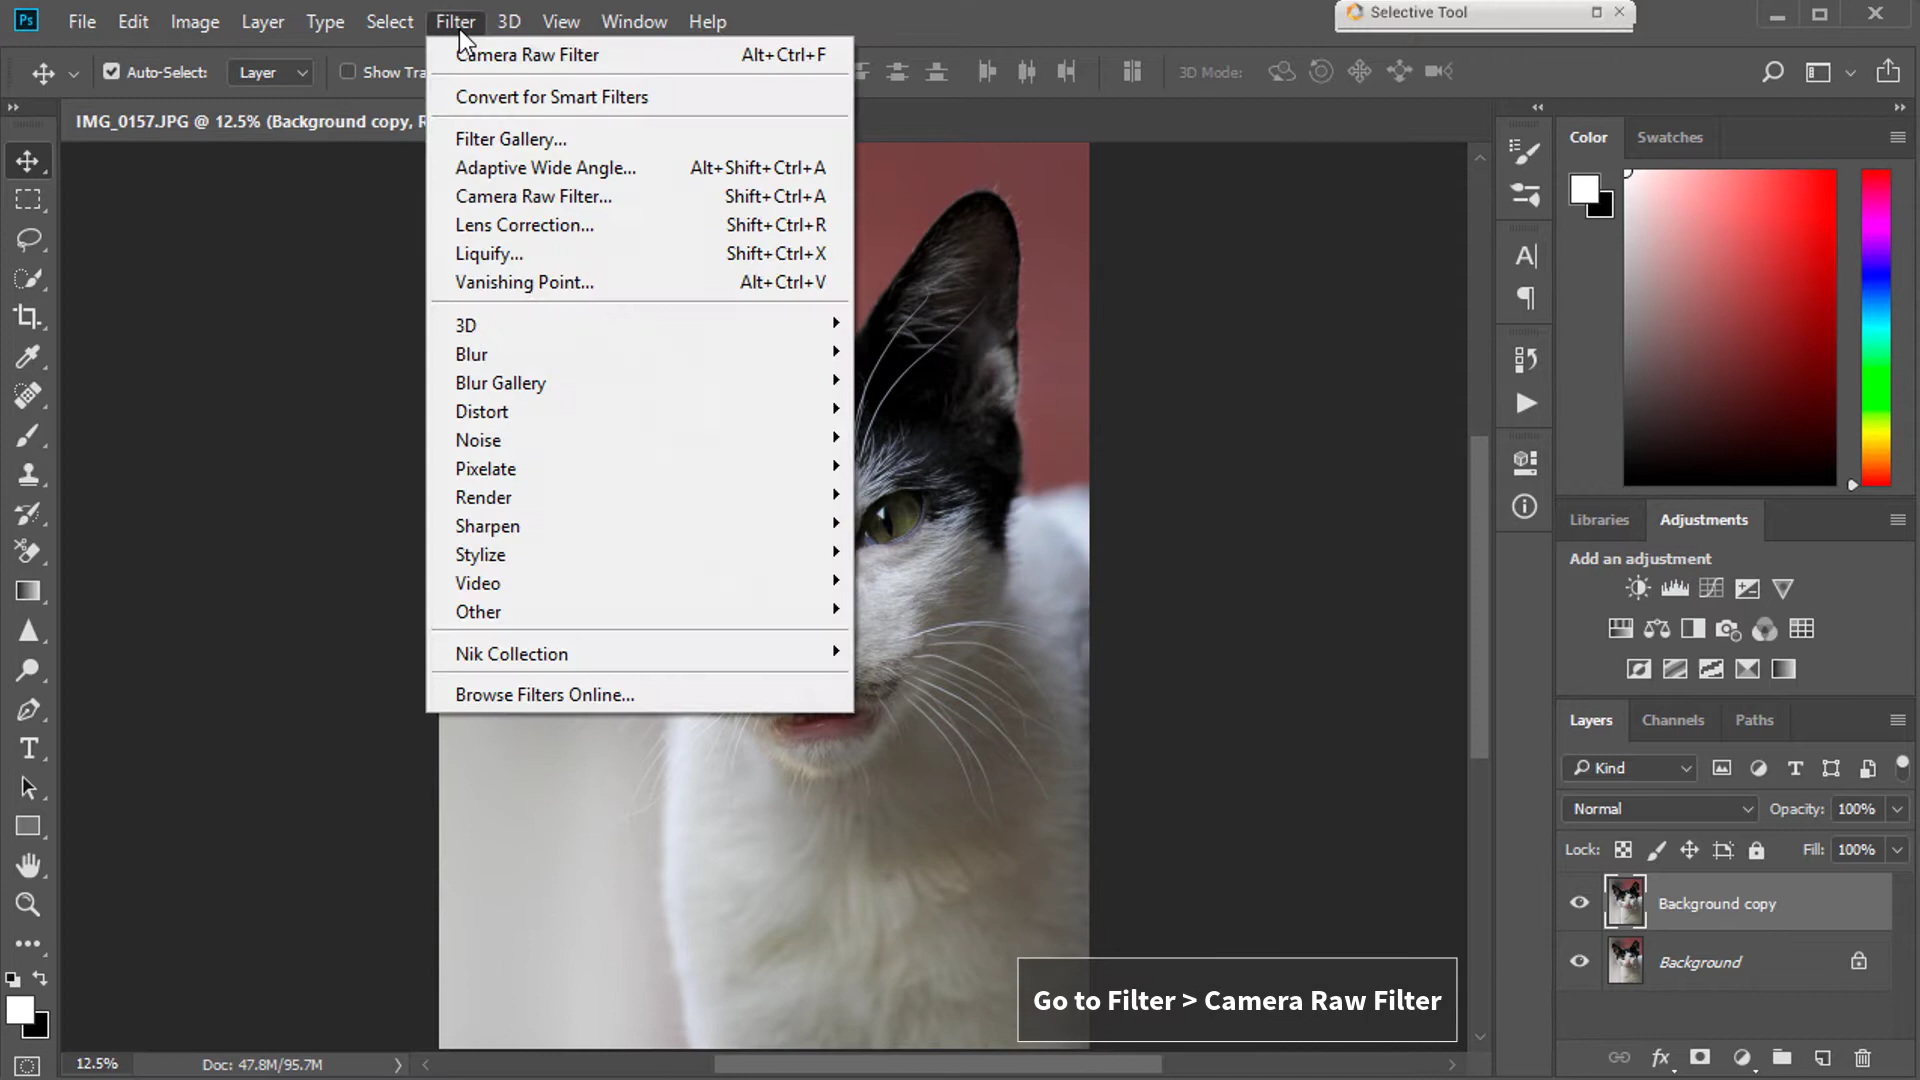 Ps File Edit Image Layer Type Select Filter 3D View Window Help
Selective Tool
Auto-Select: Layer Show Tra 3D Mode:
IMG_0157.JPG @ 12.5% (Background copy, R
Camera Raw Filter Alt+Ctrl+F
Convert for Smart Filters
Filter Gallery...
Adaptive Wide Angle... Alt+Shift+Ctrl+A
Camera Raw Filter... Shift+Ctrl+A
Lens Correction... Shift+Ctrl+R
Liquify... Shift+Ctrl+X
Vanishing Point... Alt+Ctrl+V
3D
Blur
Blur Gallery
Distort
Noise
Pixelate
Render
Sharpen
Stylize
Video
Other
Nik Collection
Browse Filters Online...
Color Swatches
Libraries Adjustments
Add an adjustment
Layers Channels Paths
Kind
Normal Opacity: 100%
Lock: Fill: 100%
Background copy
Background
fx
Go to Filter > Camera Raw Filter
12.5% Doc: 47.8M/95.7M